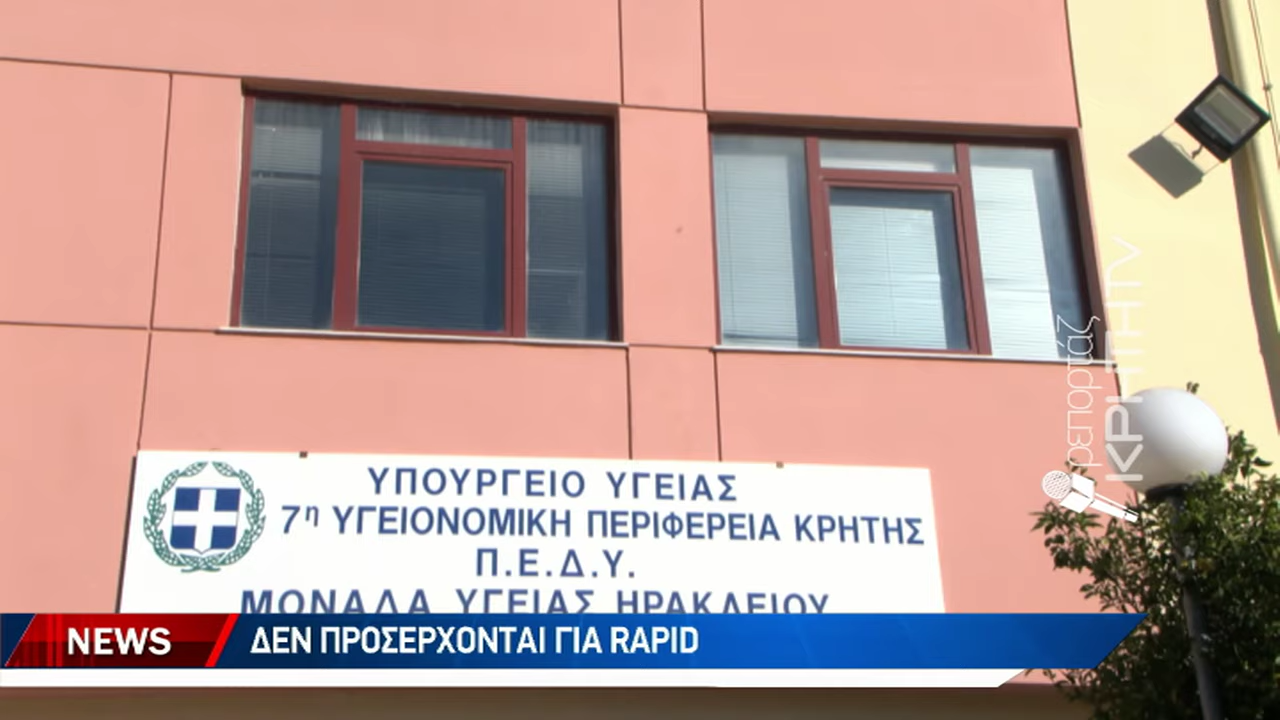 ΥΠΟΥΡΓΕΙΟ ΥΓΕΙΑΣ
7η ΥΓΕΙΟΝΟΜΙΚΗ ΠΕΡΙΦΕΡΕΙΑ ΚΡΗΤΗΣ
Π.Ε.Δ.Υ.
ΜΟΝΑΔΑ ΥΓΕΙΑΣ ΗΡΑΚΛΕΙΟΥ
NEWS
ΔΕΝ ΠΡΟΣΕΡΧΟΝΤΑΙ ΓΙΑ RAPID
ρεπορτάζ
ΚΡΗΤΗTV